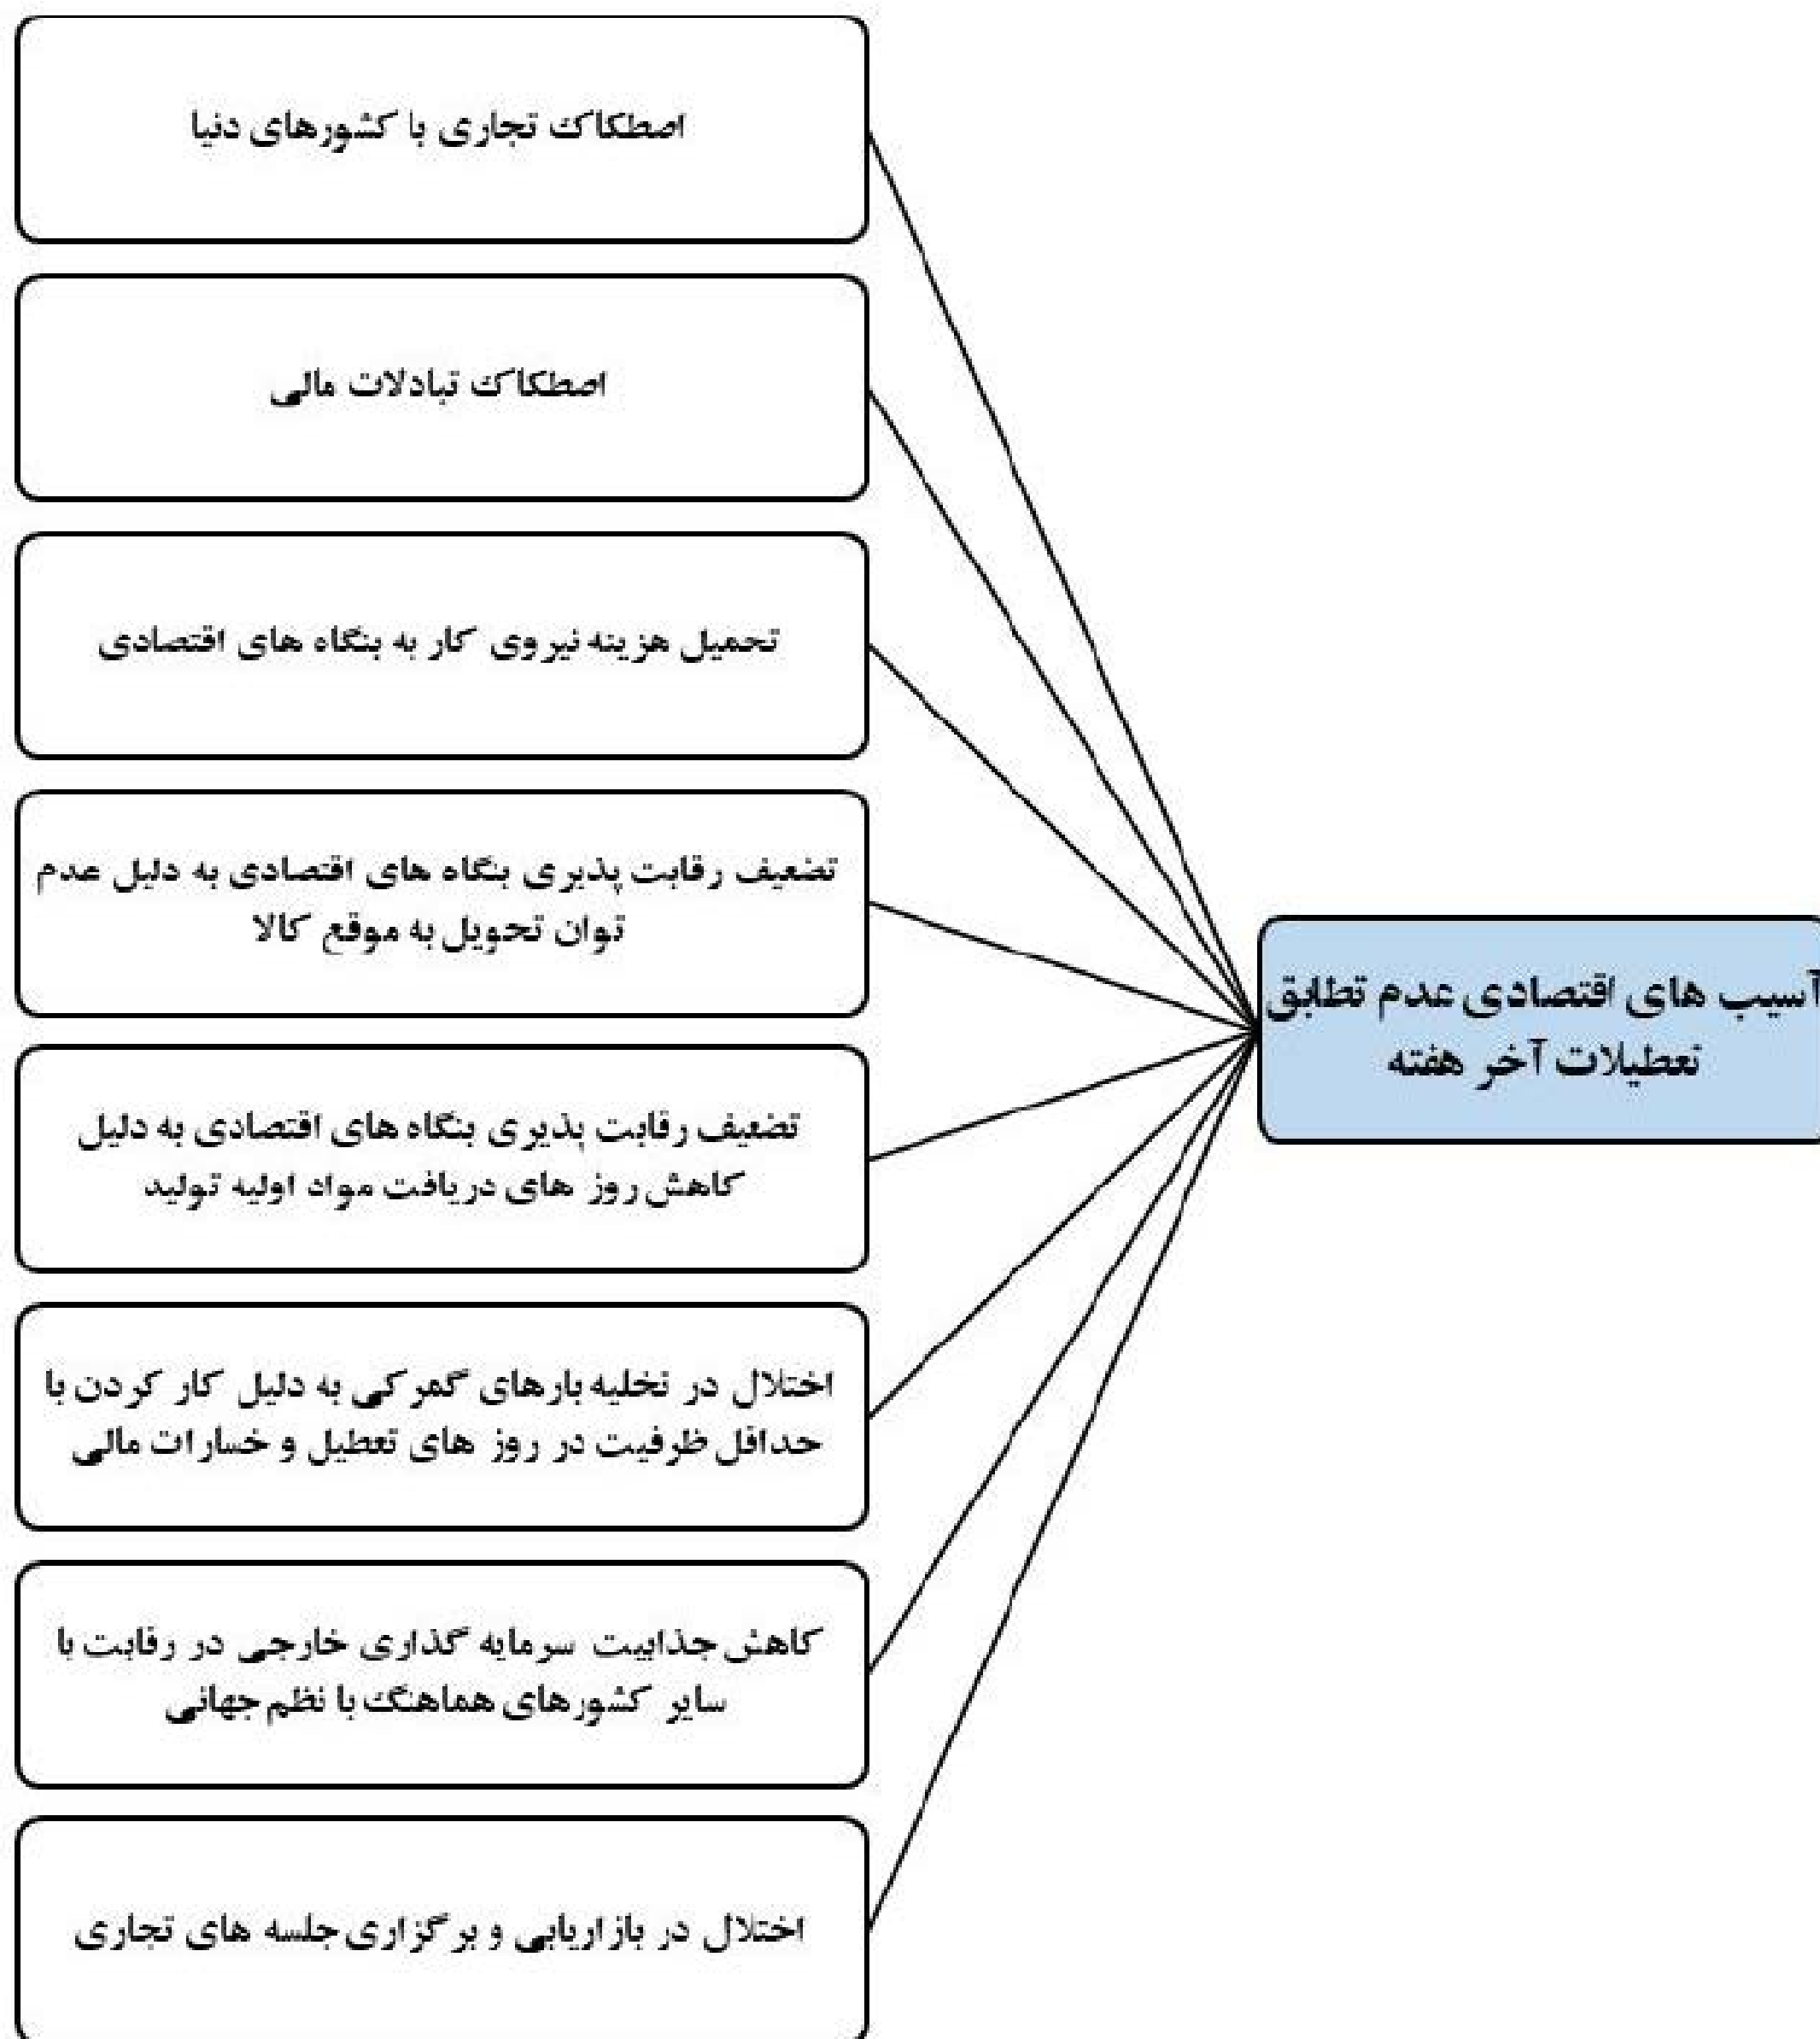 آسیب های اقتصادی عدم تطابق
تعطیلات آخر هفته
اصطکاک تجاری با کشورهای دنیا
اصطکاک تبادلات مالی
تحمیل هزینه نیروی کار به بنگاه های اقتصادی
تضعیف رقابت پذیری بنگاه های اقتصادی به دلیل عدم
توان تحویل به موقع کالا
تضعیف رقابت پذیری بنگاه های اقتصادی به دلیل
کاهش روز های دریافت مواد اولیه تولید
اختلال در تخلیه بارهای گمرکی به دلیل کار کردن با
حداقل ظرفیت در روز های تعطیل و خسارات مالی
کاهش جذابیت سرمایه گذاری خارجی در رقابت با
سایر کشورهای هماهنگ با نظم جهانی
اختلال در بازاریابی و برگزاری جلسه های تجاری